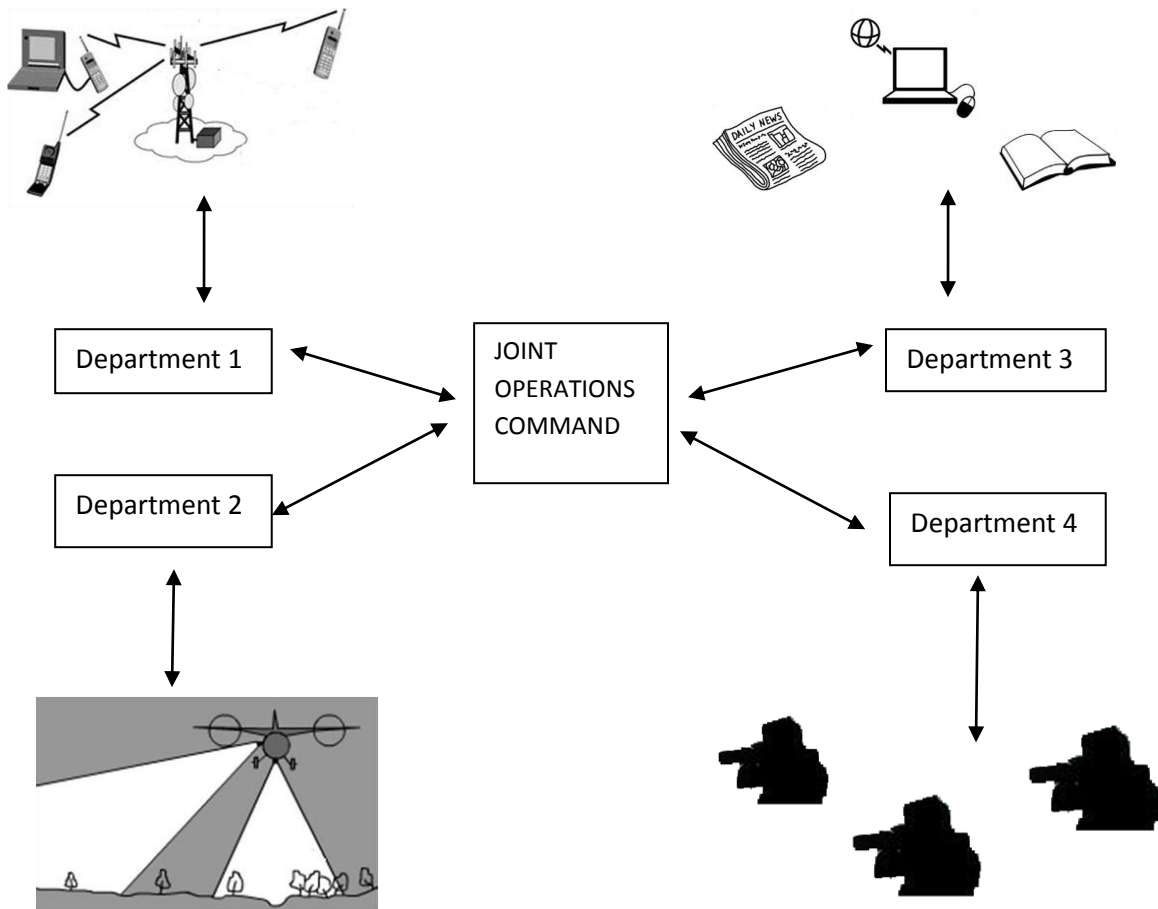 DAILY NEWS
Department 1
JOINT
OPERATIONS
COMMAND
Department 3
Department 2
Department 4